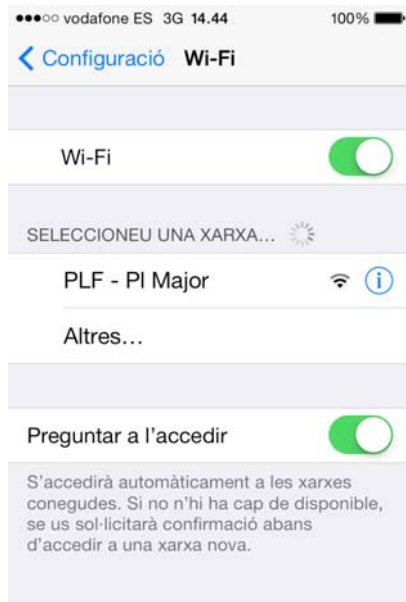 vodafone ES 3G 14.44 100%
Configuració Wi-Fi
Wi-Fi
SELECCIONEU UNA XARXA...
PLF - Pl Major
Altres...
Preguntar a l'accedir
S'accedirà automàticament a les xarxes
conegudes. Si no n'hi ha cap de disponible,
se us sol·licitarà confirmació abans
d'accedir a una xarxa nova.